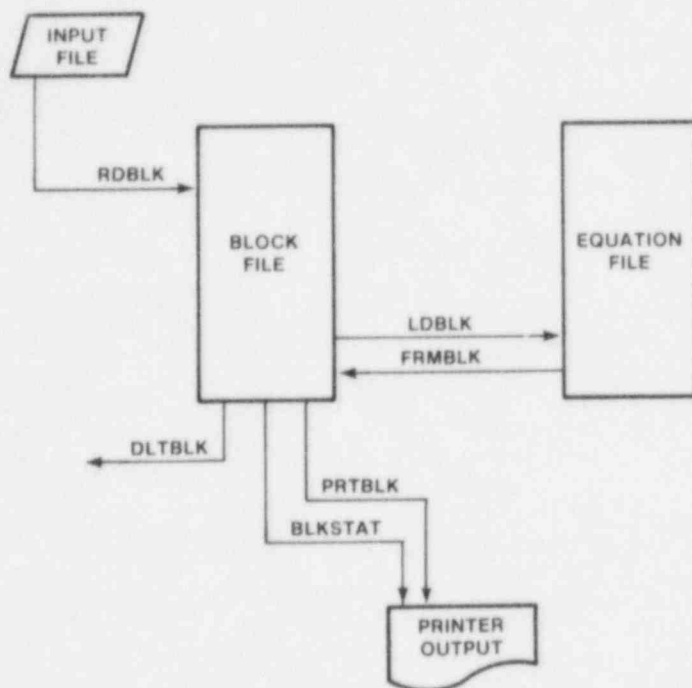 INPUT
FILE
RDBLK
BLOCK
FILE
EQUATION
FILE
LDBLK
FRMBLK
DLTBLK
PRTBLK
BLKSTAT
PRINTER
OUTPUT